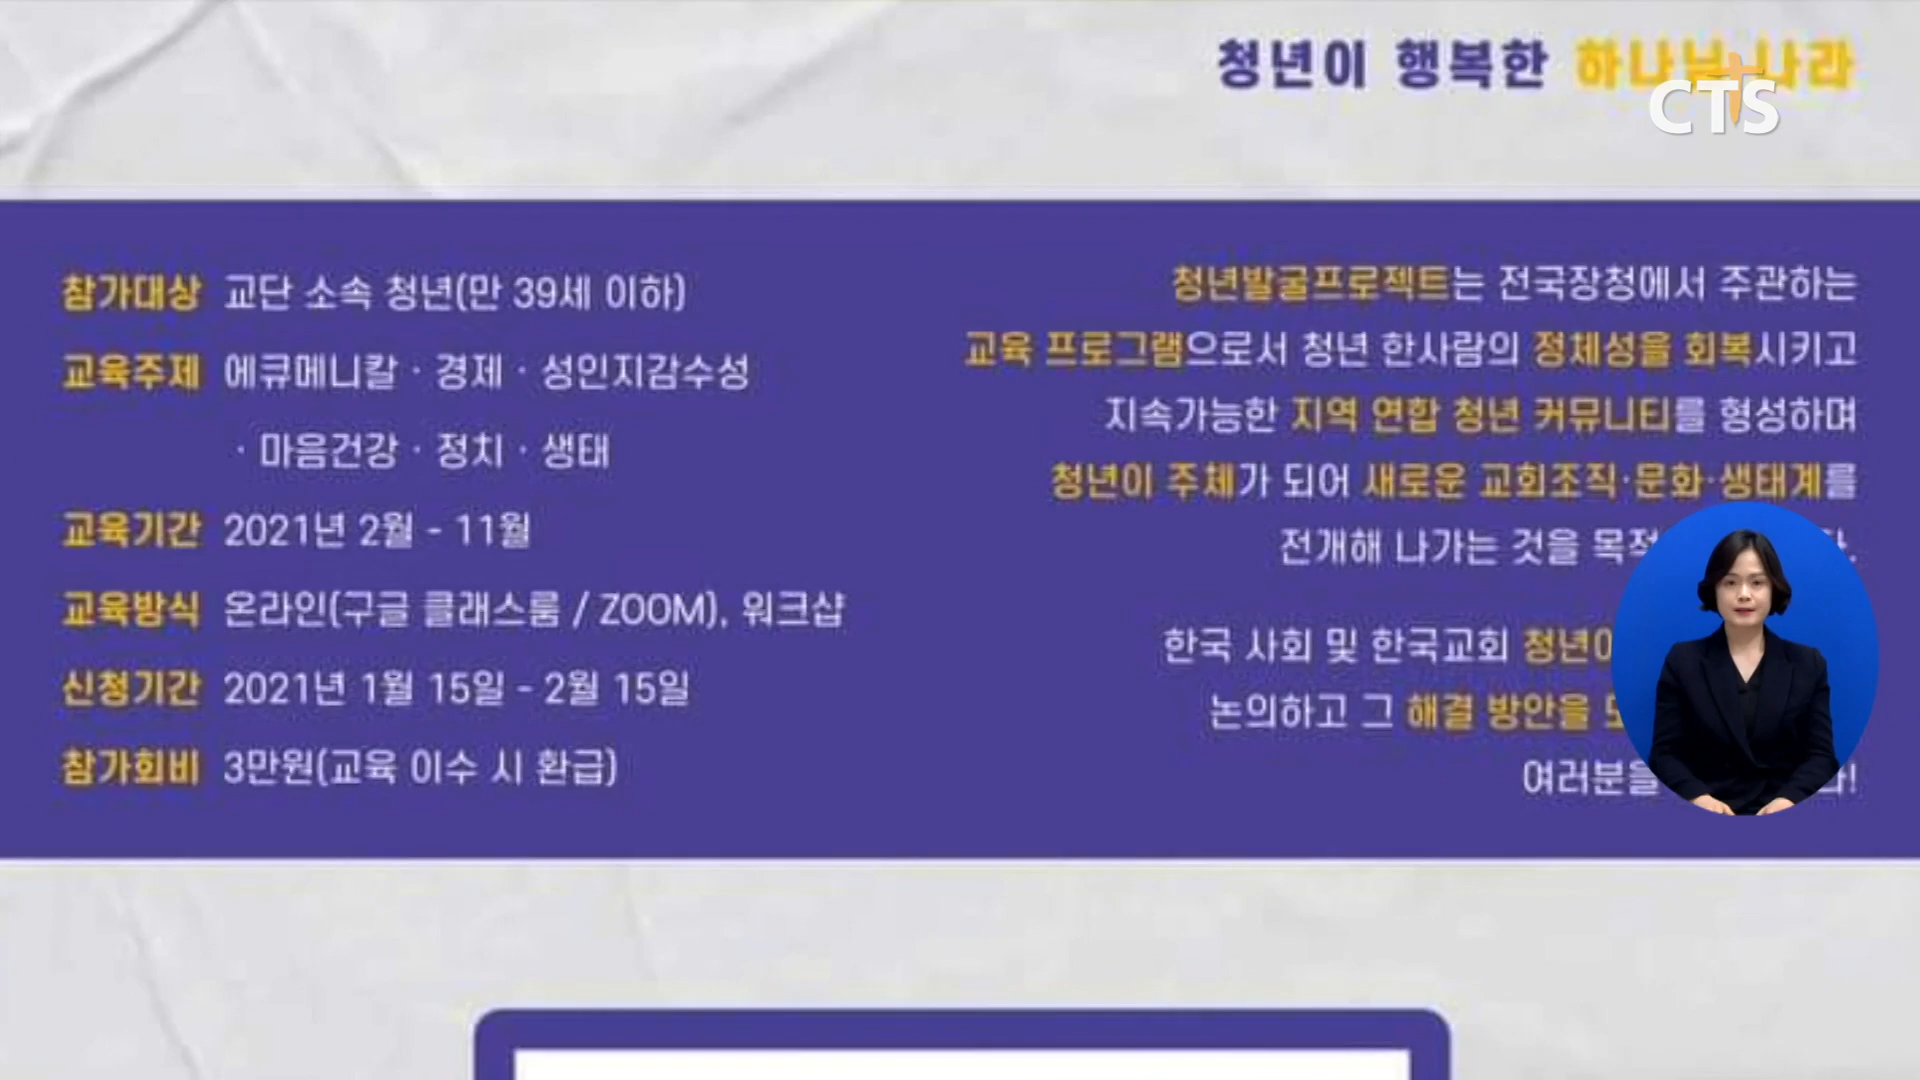 청년이 행복한 하나님 나라
CTS
참가대상 교단 소속 청년(만 39세 이하)
교육주제 에큐메니칼 · 경제 · 성인지감수성
· 마음건강 · 정치 · 생태
교육기간 2021년 2월 - 11월
교육방식 온라인(구글 클래스룸 / ZOOM), 워크샵
신청기간 2021년 1월 15일 - 2월 15일
참가회비 3만원(교육 이수 시 환급)
청년발굴프로젝트는 전국장청에서 주관하는
교육 프로그램으로서 청년 한사람의 정체성을 회복시키고
지속가능한 지역 연합 청년 커뮤니티를 형성하며
청년이 주체가 되어 새로운 교회조직·문화·생태계를
전개해 나가는 것을
한국 사회 및 한국교회
논의하고 그 해결 방안을
여러분을